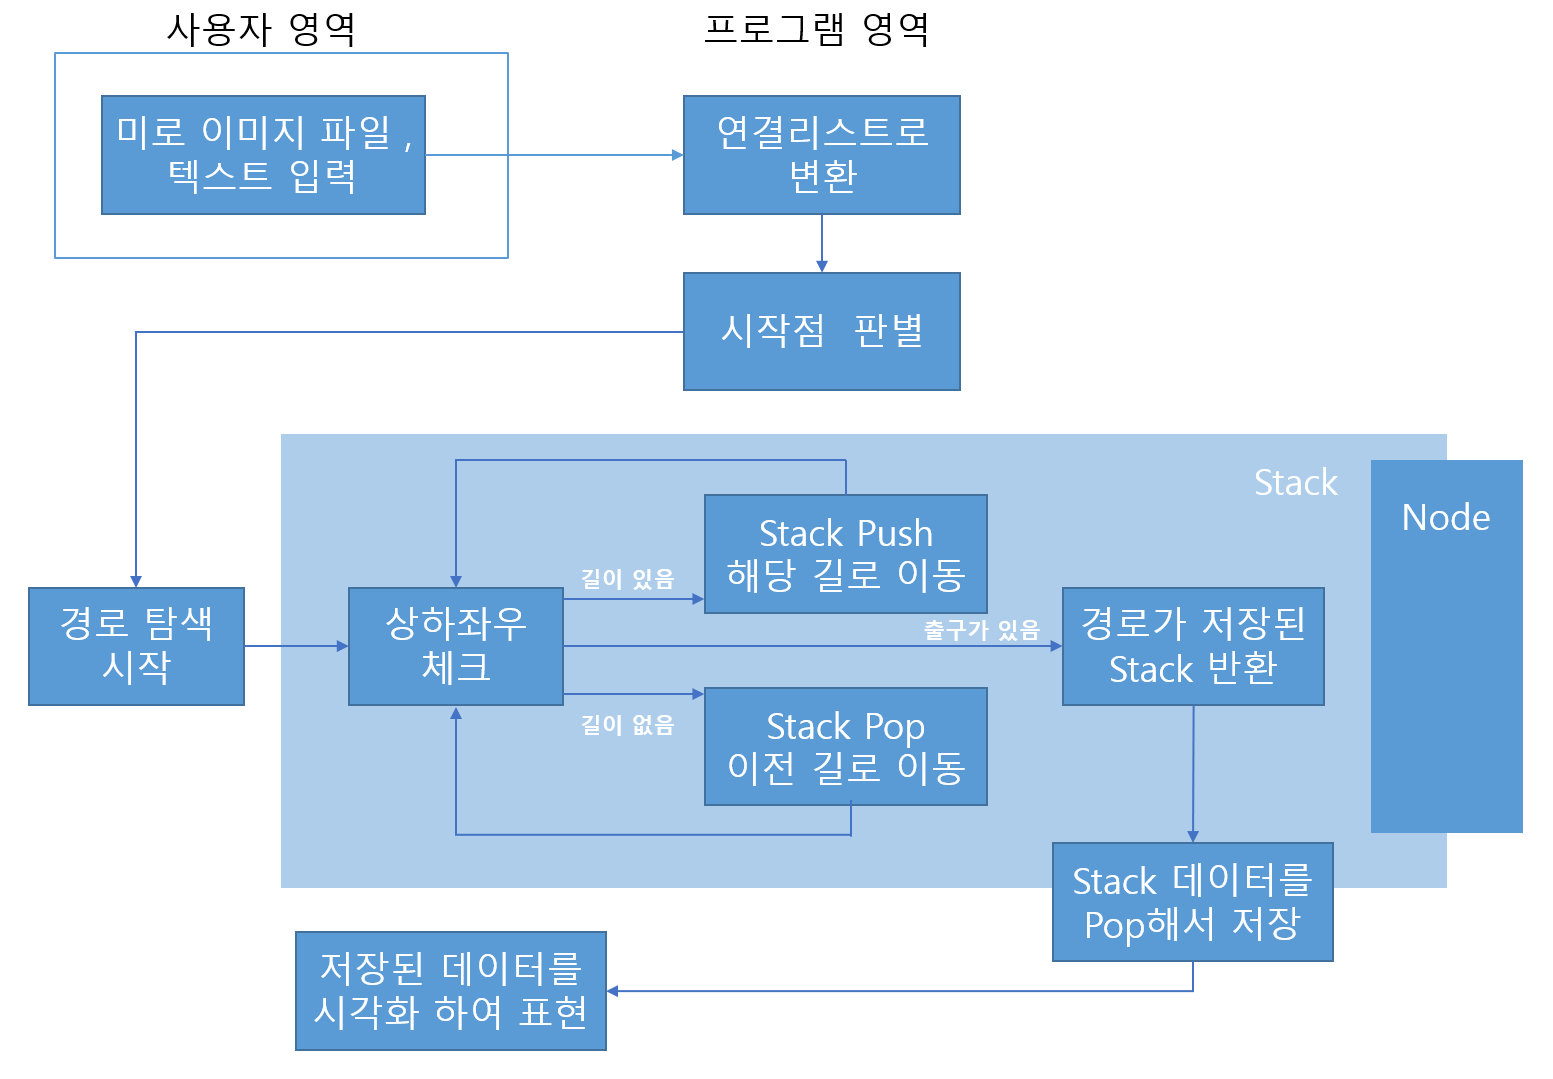 사용자 영역
프로그램 영역
미로 이미지 파일 ,
텍스트 입력
연결리스트로
변환
시작점 판별
Stack
Node
Stack Push
해당 길로 이동
길이 있음
경로 탐색
시작
상하좌우
체크
출구가 있음
경로가 저장된
Stack 반환
길이 없음
Stack Pop
이전 길로 이동
Stack 데이터를
Pop해서 저장
저장된 데이터를
시각화 하여 표현